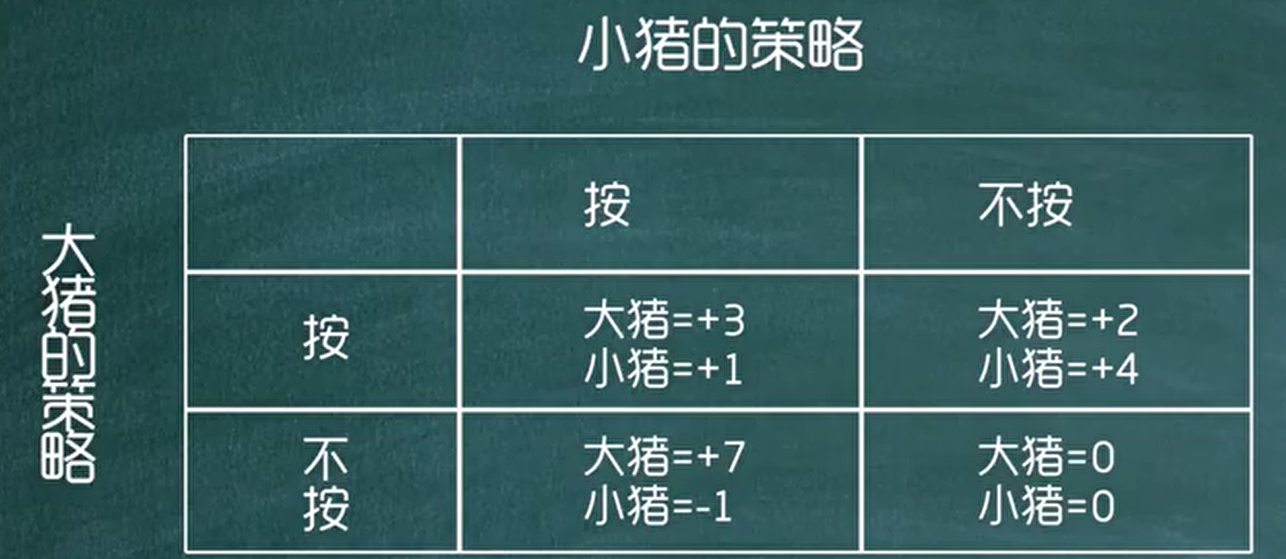 小猪的策略
大猪的策略
按
不按
按
大猪=+3
小猪=+1
大猪=+2
小猪=+4
不按
大猪=+7
小猪=-1
大猪=0
小猪=0